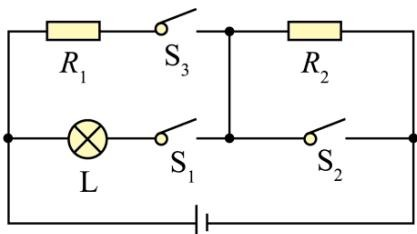 R₁ S₃ R₂
L S₁ S₂